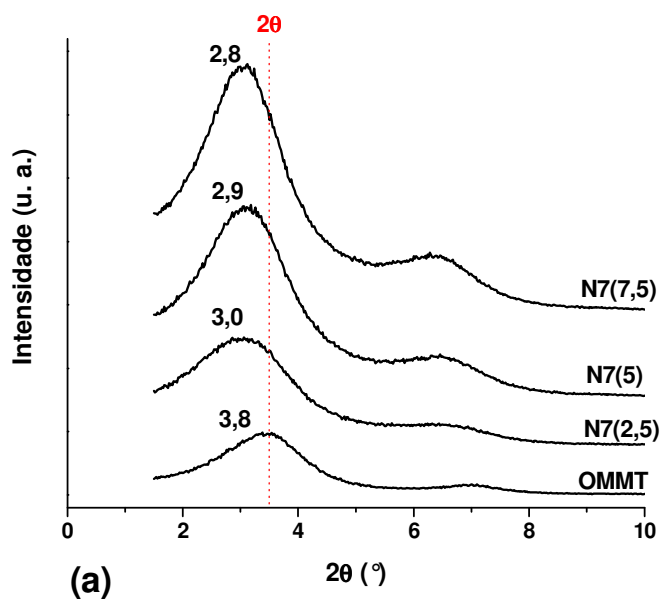 2θ
2,8
2,9
3,0
3,8
N7(7,5)
N7(5)
N7(2,5)
OMMT
Intensidade (u. a.)
0 2 4 6 8 10
2θ (°)
(a)